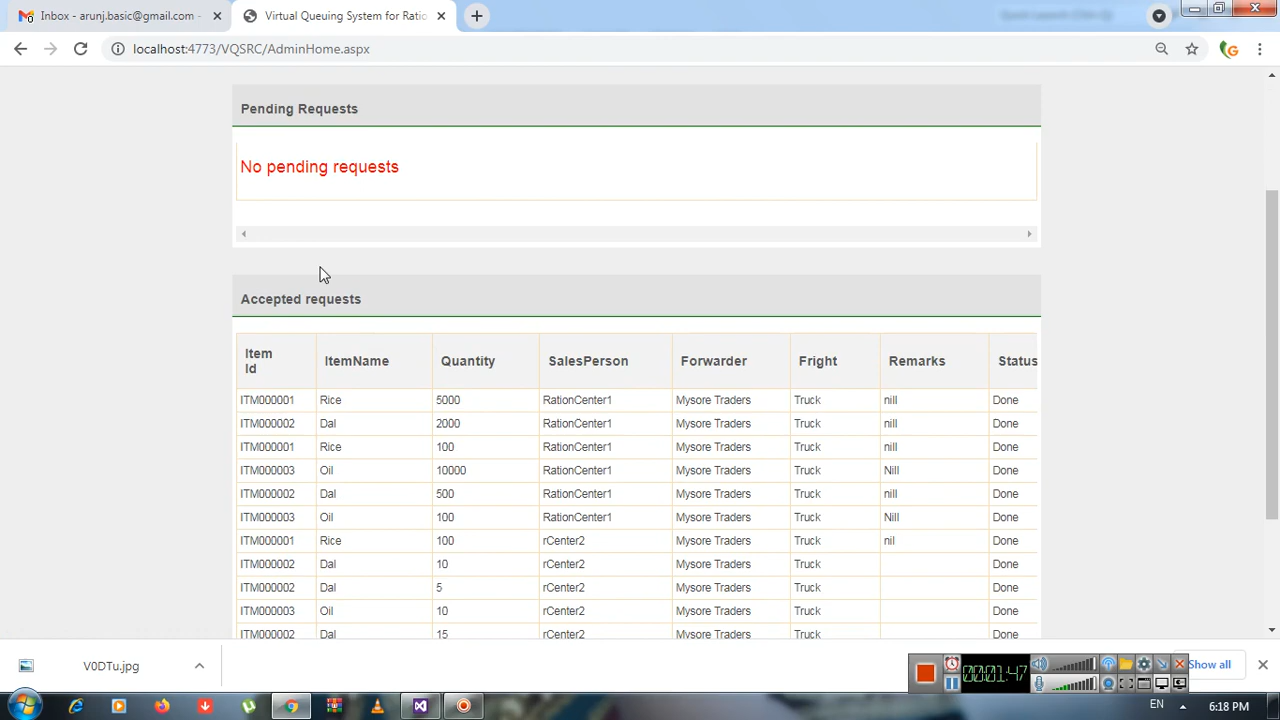 Inbox - arunj.basic@gmail.com -
Virtual Queuing System for Ratio
localhost:4773/VQSRC/AdminHome.aspx
Pending Requests
No pending requests
Accepted requests
Item Id ItemName Quantity SalesPerson Forwarder Fright Remarks Status
ITM000001 Rice 5000 RationCenter1 Mysore Traders Truck nill Done
ITM000002 Dal 2000 RationCenter1 Mysore Traders Truck nill Done
ITM000001 Rice 100 RationCenter1 Mysore Traders Truck nill Done
ITM000003 Oil 10000 RationCenter1 Mysore Traders Truck Nill Done
ITM000002 Dal 500 RationCenter1 Mysore Traders Truck nill Done
ITM000003 Oil 100 RationCenter1 Mysore Traders Truck Nill Done
ITM000001 Rice 100 rCenter2 Mysore Traders Truck nil Done
ITM000002 Dal 10 rCenter2 Mysore Traders Truck Done
ITM000002 Dal 5 rCenter2 Mysore Traders Truck Done
ITM000003 Oil 10 rCenter2 Mysore Traders Truck Done
ITM000002 Dal 15 rCenter2 Mysore Traders Truck Done
V0DTu.jpg
00:01:47
Show all
EN
6:18 PM